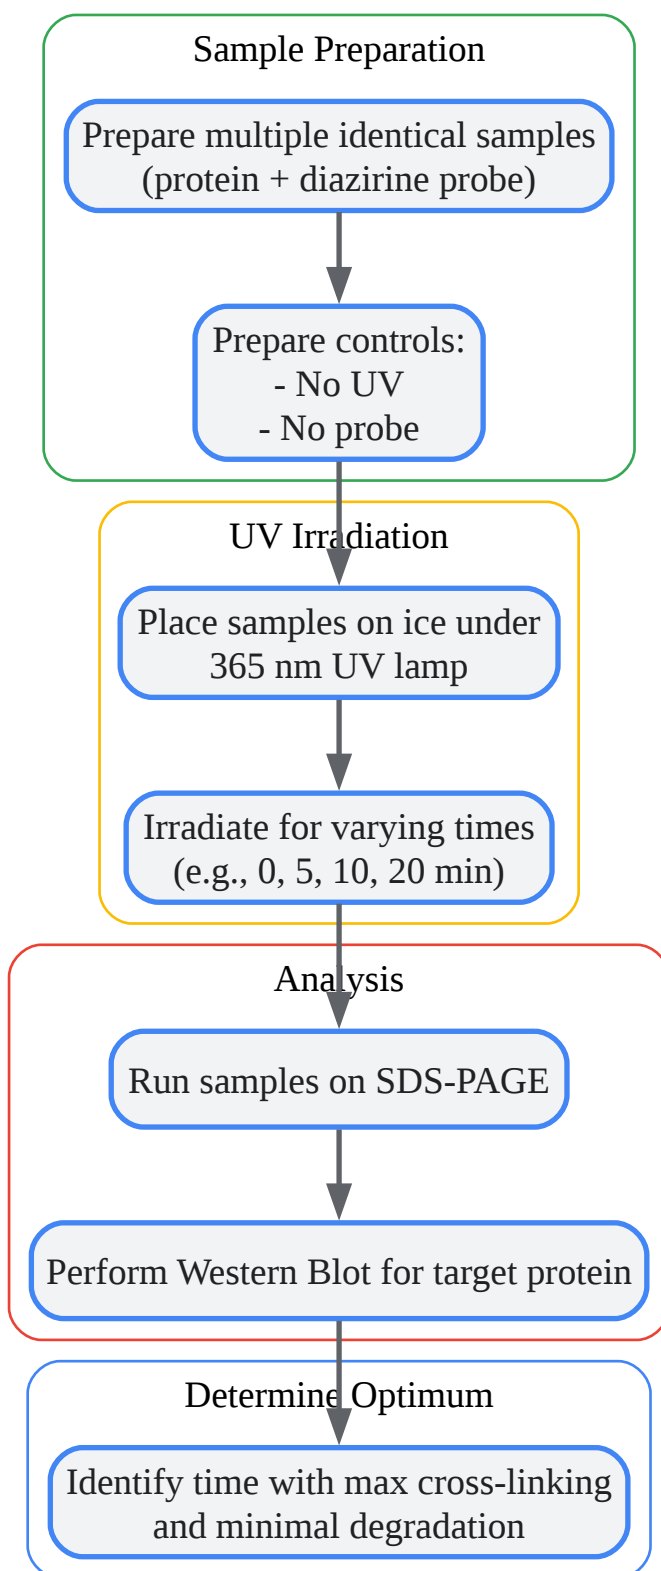 Sample Preparation
Prepare multiple identical samples
(protein + diazirine probe)
Prepare controls:
- No UV
- No probe
UV Irradiation
Place samples on ice under
365 nm UV lamp
Irradiate for varying times
(e.g., 0, 5, 10, 20 min)
Analysis
Run samples on SDS-PAGE
Perform Western Blot for target protein
Determine Optimum
Identify time with max cross-linking
and minimal degradation